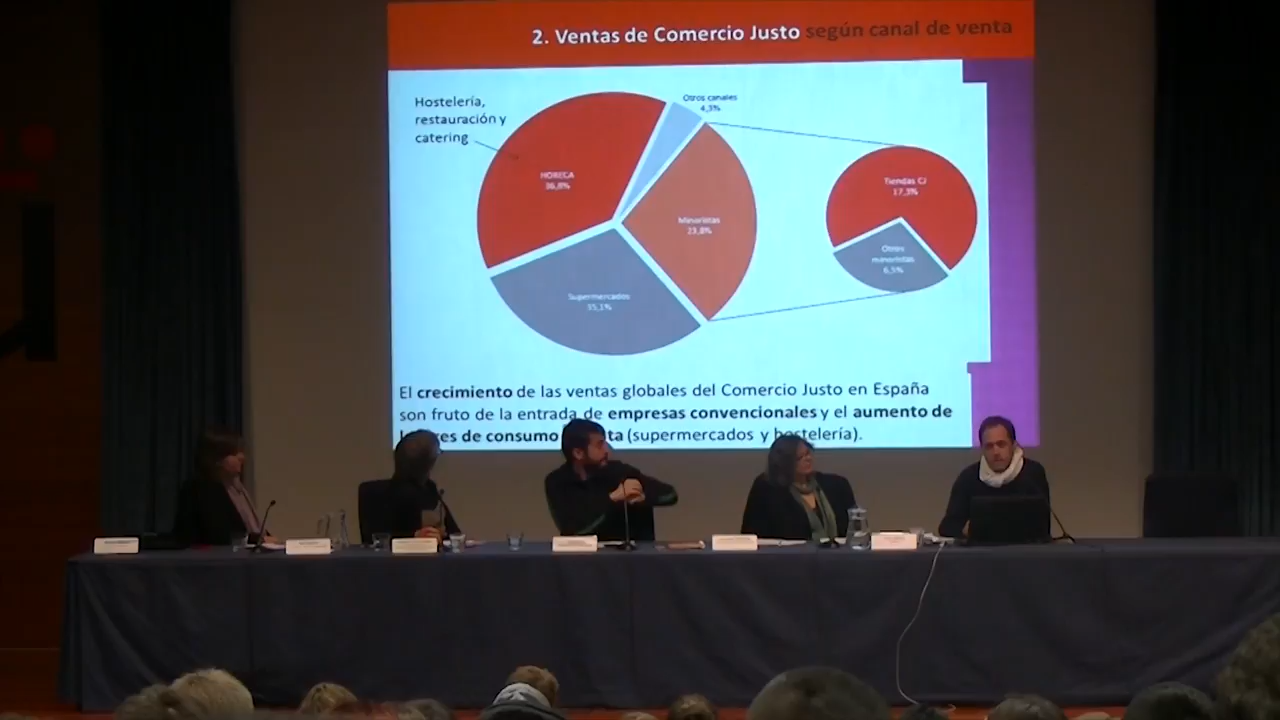 2. Ventas de Comercio Justo según canal de venta
Hostelería,
restauración y
catering
Otros canales
4,3%
HORECA
36,8%
Minoristas
23,8%
Supermercados
35,1%
Tiendas CJ
17,3%
Otros
minoristas
6,5%
El crecimiento de las ventas globales del Comercio Justo en España
son fruto de la entrada de empresas convencionales y el aumento de
de consumo (supermercados y hostelería).